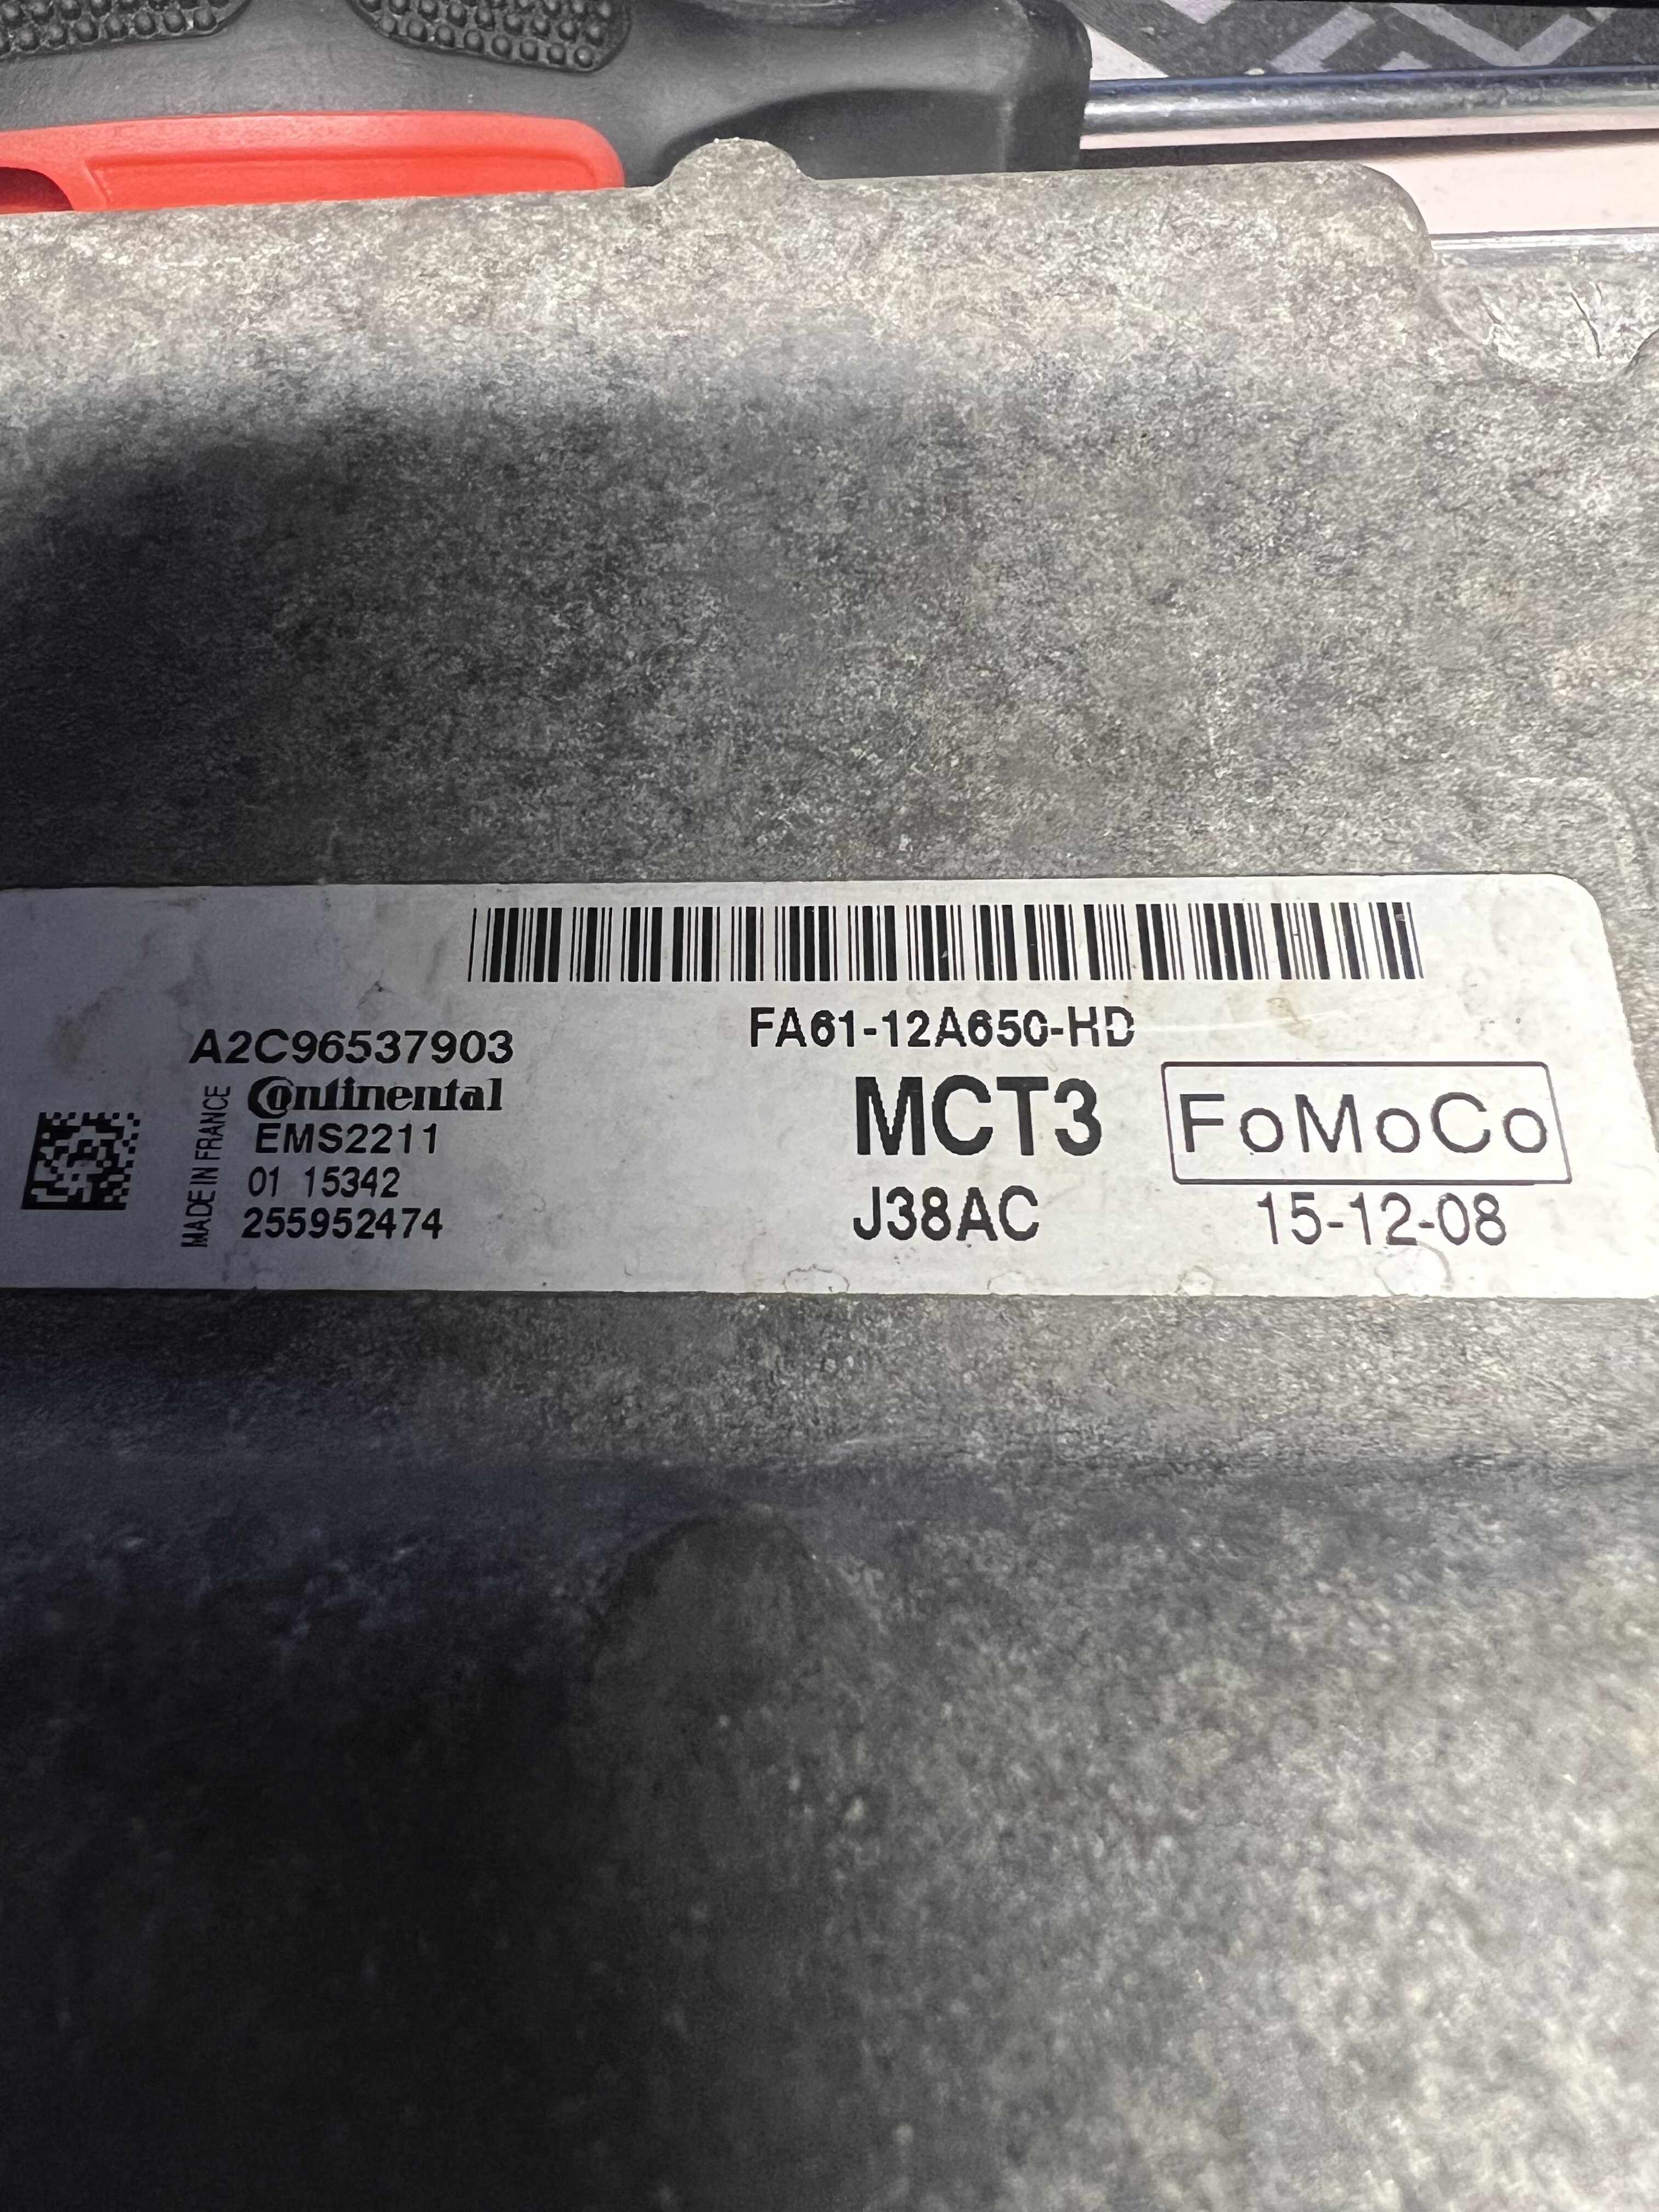 FA61-12A650-HD
A2C96537903
Continental
EMS2211
01 15342
255952474
MADE IN FRANCE
MCT3
J38AC
FoMoCo
15-12-08